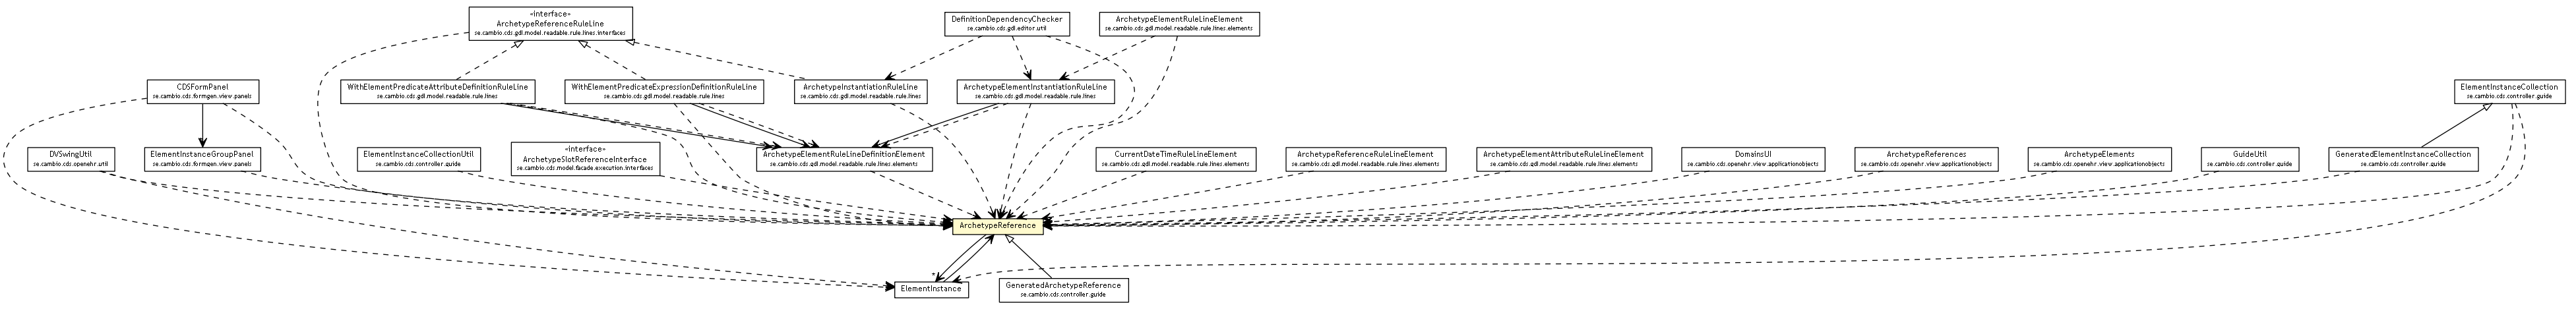 «interface»
ArchetypeReferenceRuleLine
se.cambio.cds.gdl.model.readable.rule.lines.interfaces
DefinitionDependencyChecker
se.cambio.cds.gdl.editor.util
ArchetypeElementRuleLineElement
se.cambio.cds.gdl.model.readable.rule.lines.elements
CDSFormPanel
se.cambio.cds.formgen.view.panels
WithElementPredicateAttributeDefinitionRuleLine
se.cambio.cds.gdl.model.readable.rule.lines
WithElementPredicateExpressionDefinitionRuleLine
se.cambio.cds.gdl.model.readable.rule.lines
ArchetypeInstantiationRuleLine
se.cambio.cds.gdl.model.readable.rule.lines
ArchetypeElementInstantiationRuleLine
se.cambio.cds.gdl.model.readable.rule.lines
ElementInstanceCollection
se.cambio.cds.controller.guide
DVSwingUtil
se.cambio.cds.openehr.util
ElementInstanceGroupPanel
se.cambio.cds.formgen.view.panels
ElementInstanceCollectionUtil
se.cambio.cds.controller.guide
«interface»
ArchetypeSlotReferenceInterface
se.cambio.cds.model.facade.execution.interfaces
ArchetypeElementRuleLineDefinitionElement
se.cambio.cds.gdl.model.readable.rule.lines.elements
CurrentDateTimeRuleLineElement
se.cambio.cds.gdl.model.readable.rule.lines.elements
ArchetypeReferenceRuleLineElement
se.cambio.cds.gdl.model.readable.rule.lines.elements
ArchetypeElementAttributeRuleLineElement
se.cambio.cds.gdl.model.readable.rule.lines.elements
DomainsUI
se.cambio.cds.openehr.view.applicationobjects
ArchetypeReferences
se.cambio.cds.openehr.view.applicationobjects
ArchetypeElements
se.cambio.cds.openehr.view.applicationobjects
GuideUtil
se.cambio.cds.controller.guide
GeneratedElementInstanceCollection
se.cambio.cds.controller.guide
ArchetypeReference
*
ElementInstance
GeneratedArchetypeReference
se.cambio.cds.controller.guide